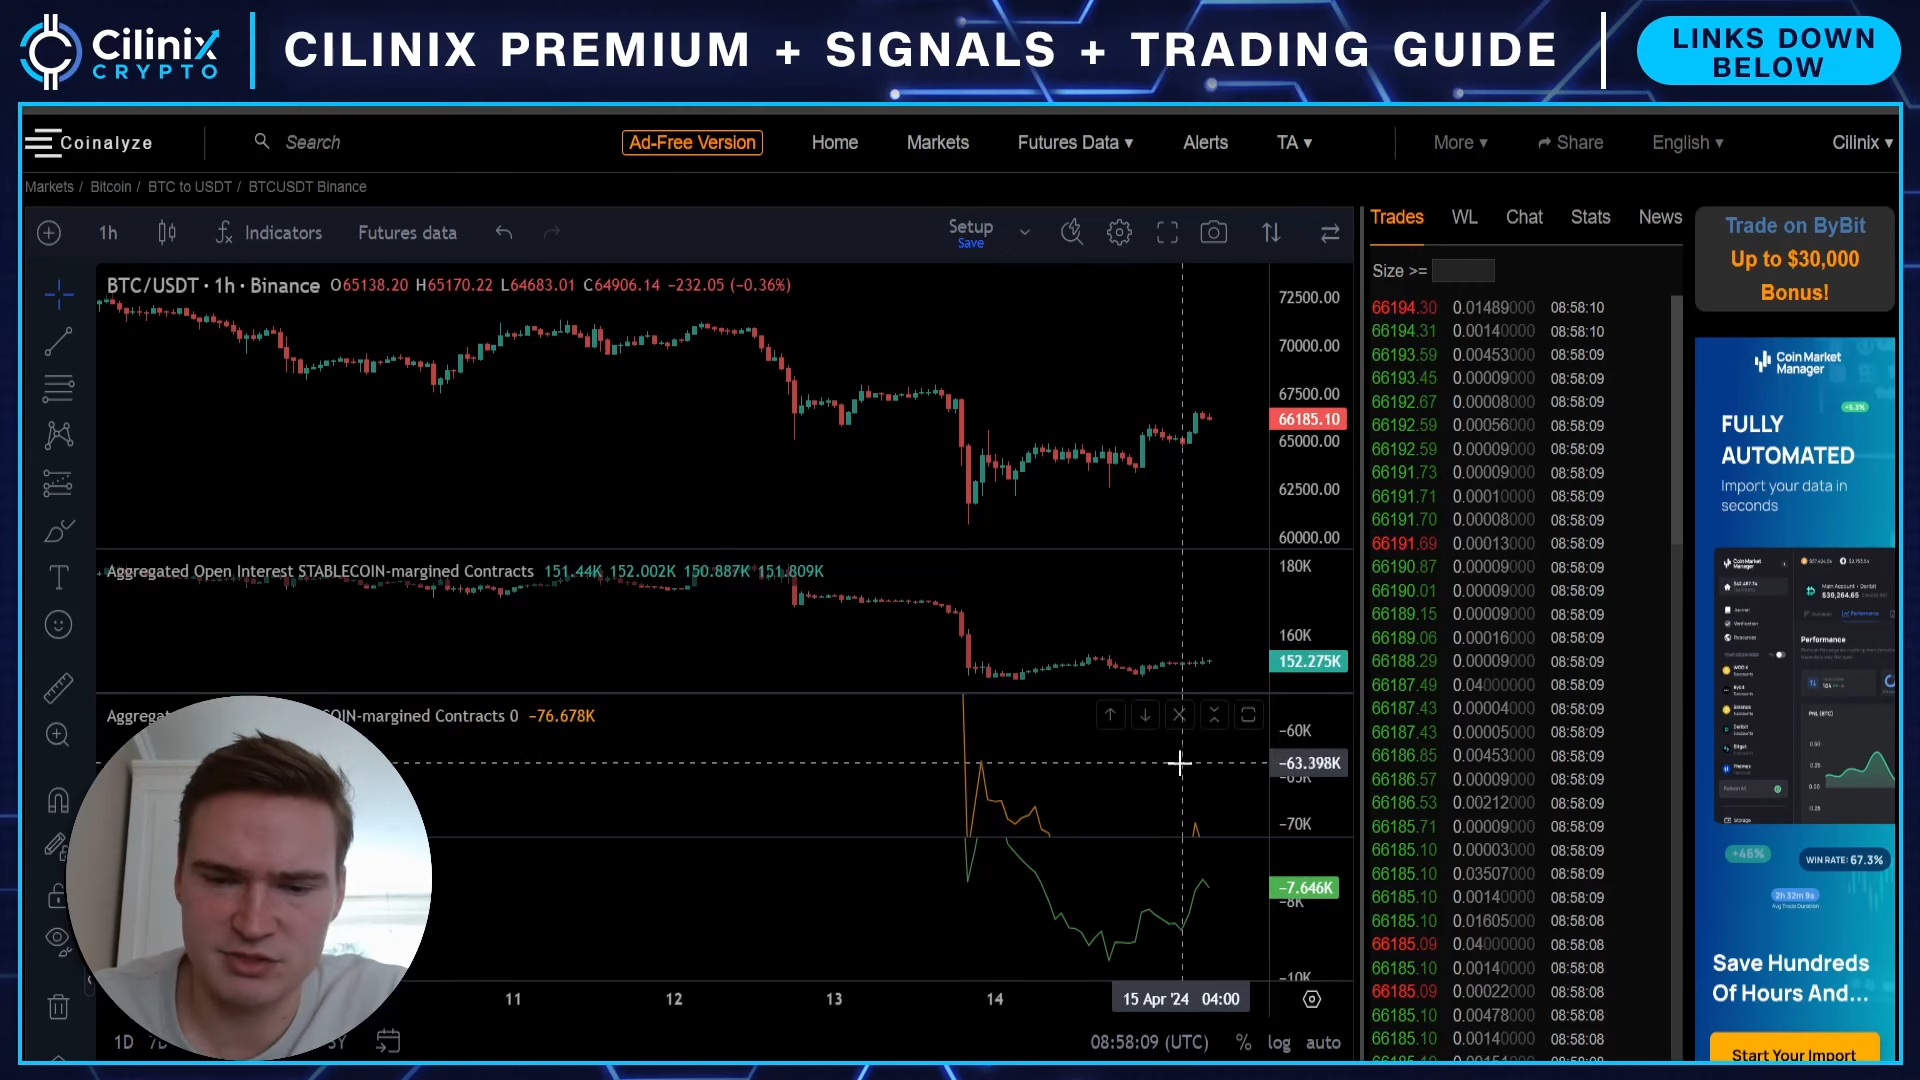 Cilinix
CRYPTO
CILINIX PREMIUM + SIGNALS + TRADING GUIDE
LINKS DOWN
BELOW
Coinalyze
Search
Ad-Free Version
Home
Markets
Futures Data ▾
Alerts
TA ▾
More ▾
Share
English ▾
Cilinix ▾
Markets / Bitcoin / BTC to USDT / BTCUSDT Binance
1h
Indicators
Futures data
Setup
Save
BTC/USDT · 1h · Binance O65138.20 H65170.22 L64683.01 C64906.14 -232.05 (-0.36%)
72500.00
70000.00
67500.00
66185.10
65000.00
62500.00
60000.00
Aggregated Open Interest STABLECOIN-margined Contracts 151.44K 152.002K 150.887K 151.809K
180K
160K
152.275K
Aggrega
COIN-margined Contracts 0 −76.678K
−60K
−63.398K
−70K
−7.646K
−8K
−10K
11
12
13
14
15 Apr '24 04:00
1D
08:58:09 (UTC)
%
log
auto
Trades
WL
Chat
Stats
News
Size >=
66194.30 0.01489000 08:58:10
66194.31 0.00140000 08:58:10
66193.59 0.00453000 08:58:09
66193.45 0.00009000 08:58:09
66192.67 0.00008000 08:58:09
66192.59 0.00056000 08:58:09
66192.59 0.00009000 08:58:09
66191.73 0.00009000 08:58:09
66191.71 0.00010000 08:58:09
66191.70 0.00008000 08:58:09
66191.69 0.00013000 08:58:09
66190.87 0.00009000 08:58:09
66190.01 0.00009000 08:58:09
66189.15 0.00009000 08:58:09
66189.06 0.00016000 08:58:09
66188.29 0.00009000 08:58:09
66187.49 0.04000000 08:58:09
66187.43 0.00004000 08:58:09
66187.43 0.00005000 08:58:09
66186.85 0.00453000 08:58:09
66186.57 0.00009000 08:58:09
66186.53 0.00212000 08:58:09
66185.71 0.00009000 08:58:09
66185.10 0.00003000 08:58:09
66185.10 0.03507000 08:58:09
66185.10 0.00140000 08:58:09
66185.10 0.01605000 08:58:08
66185.09 0.04000000 08:58:08
66185.10 0.00140000 08:58:08
66185.09 0.00022000 08:58:08
66185.10 0.00478000 08:58:08
66185.10 0.00140000 08:58:08
Trade on ByBit
Up to $30,000
Bonus!
Coin Market
Manager
FULLY
AUTOMATED
Import your data in
seconds
Performance
+46%
WIN RATE: 67.3%
2h 32m 9s
Avg Trade Duration
Save Hundreds
Of Hours And...
Start Your Import